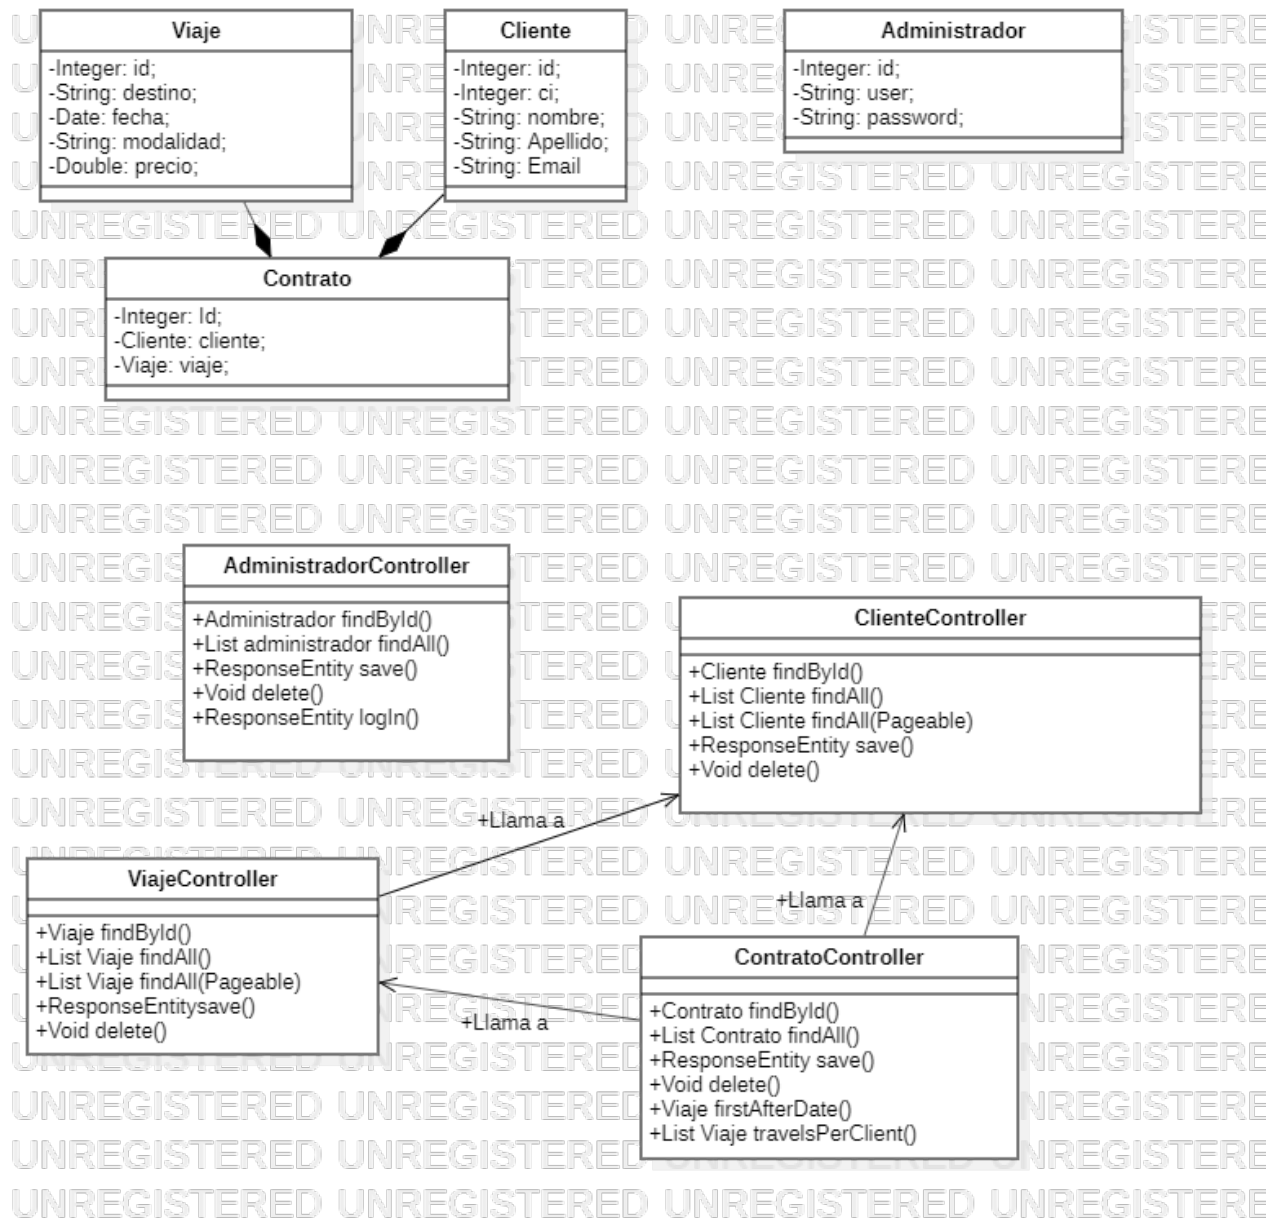 Viaje
-Integer: id;
-String: destino;
-Date: fecha;
-String: modalidad;
-Double: precio;
Cliente
-Integer: id;
-Integer: ci;
-String: nombre;
-String: Apellido;
-String: Email
Administrador
-Integer: id;
-String: user;
-String: password;
Contrato
-Integer: Id;
-Cliente: cliente;
-Viaje: viaje;
AdministradorController
+Administrador findById()
+List administrador findAll()
+ResponseEntity save()
+Void delete()
+ResponseEntity logIn()
ClienteController
+Cliente findById()
+List Cliente findAll()
+List Cliente findAll(Pageable)
+ResponseEntity save()
+Void delete()
+Llama a
+Llama a
ViajeController
+Viaje findById()
+List Viaje findAll()
+List Viaje findAll(Pageable)
+ResponseEntitysave()
+Void delete()
+Llama a
ContratoController
+Contrato findById()
+List Contrato findAll()
+ResponseEntity save()
+Void delete()
+Viaje firstAfterDate()
+List Viaje travelsPerClient()
UNREGISTERED